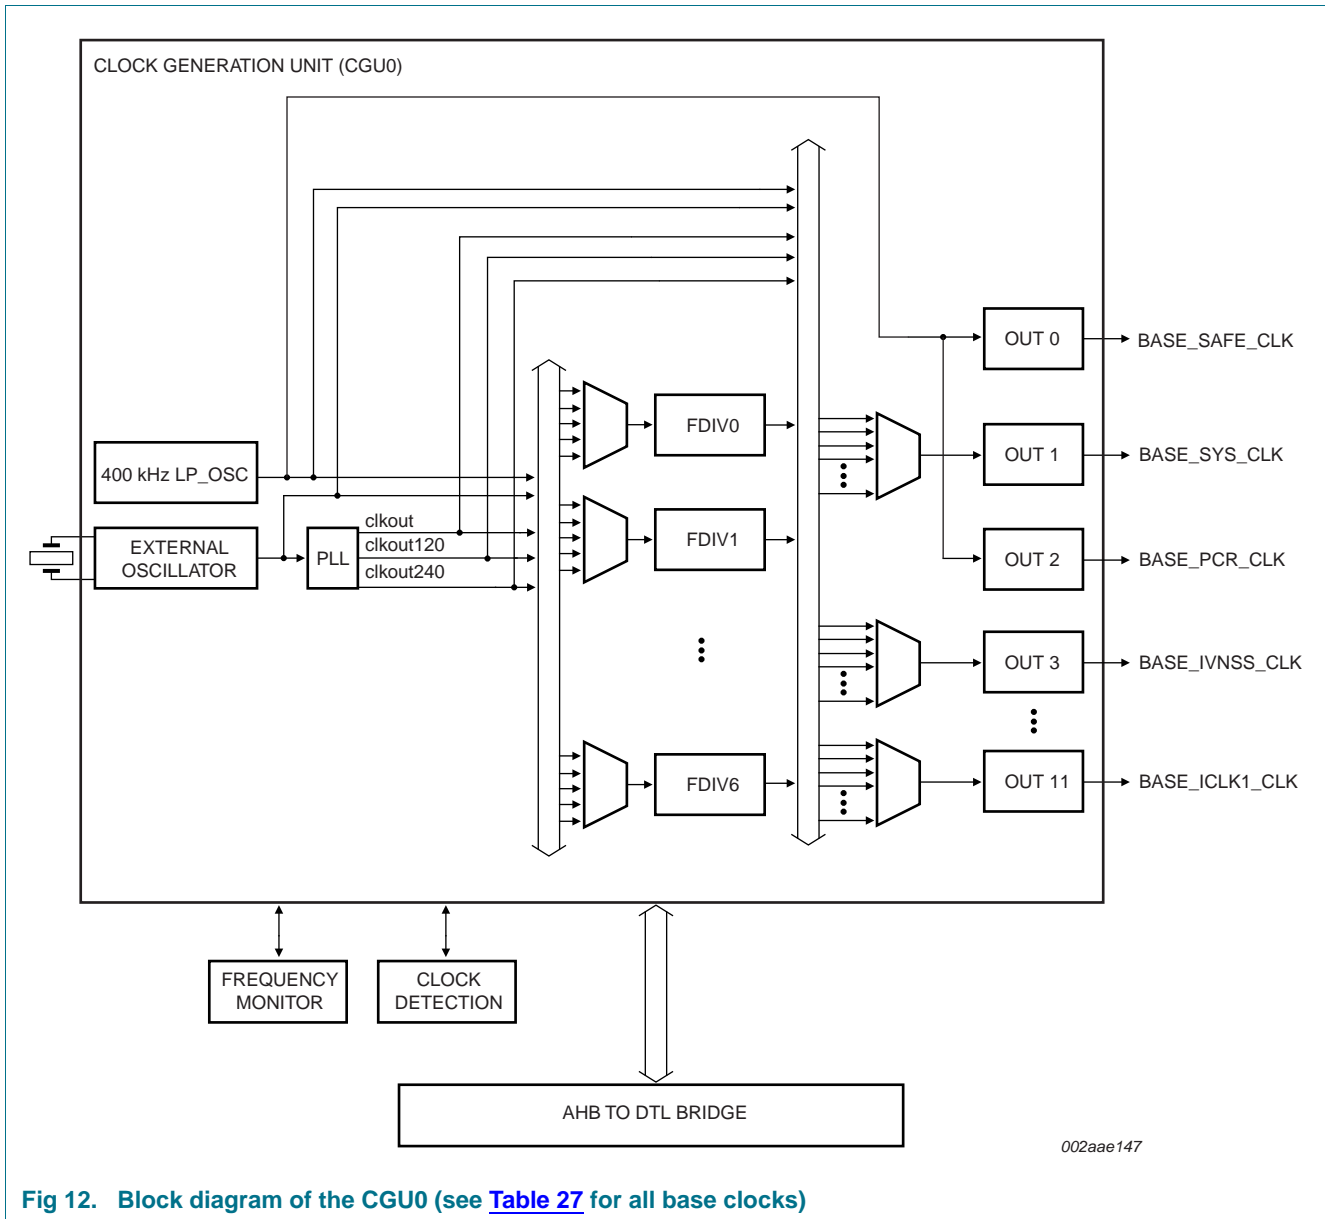 CLOCK GENERATION UNIT (CGU0)
400 kHz LP_OSC
EXTERNAL
OSCILLATOR
PLL
clkout
clkout120
clkout240
FDIV0
FDIV1
FDIV6
OUT 0
BASE_SAFE_CLK
OUT 1
BASE_SYS_CLK
OUT 2
BASE_PCR_CLK
OUT 3
BASE_IVNSS_CLK
OUT 11
BASE_ICLK1_CLK
FREQUENCY
MONITOR
CLOCK
DETECTION
AHB TO DTL BRIDGE
002aae147
Fig 12. Block diagram of the CGU0 (see Table 27 for all base clocks)